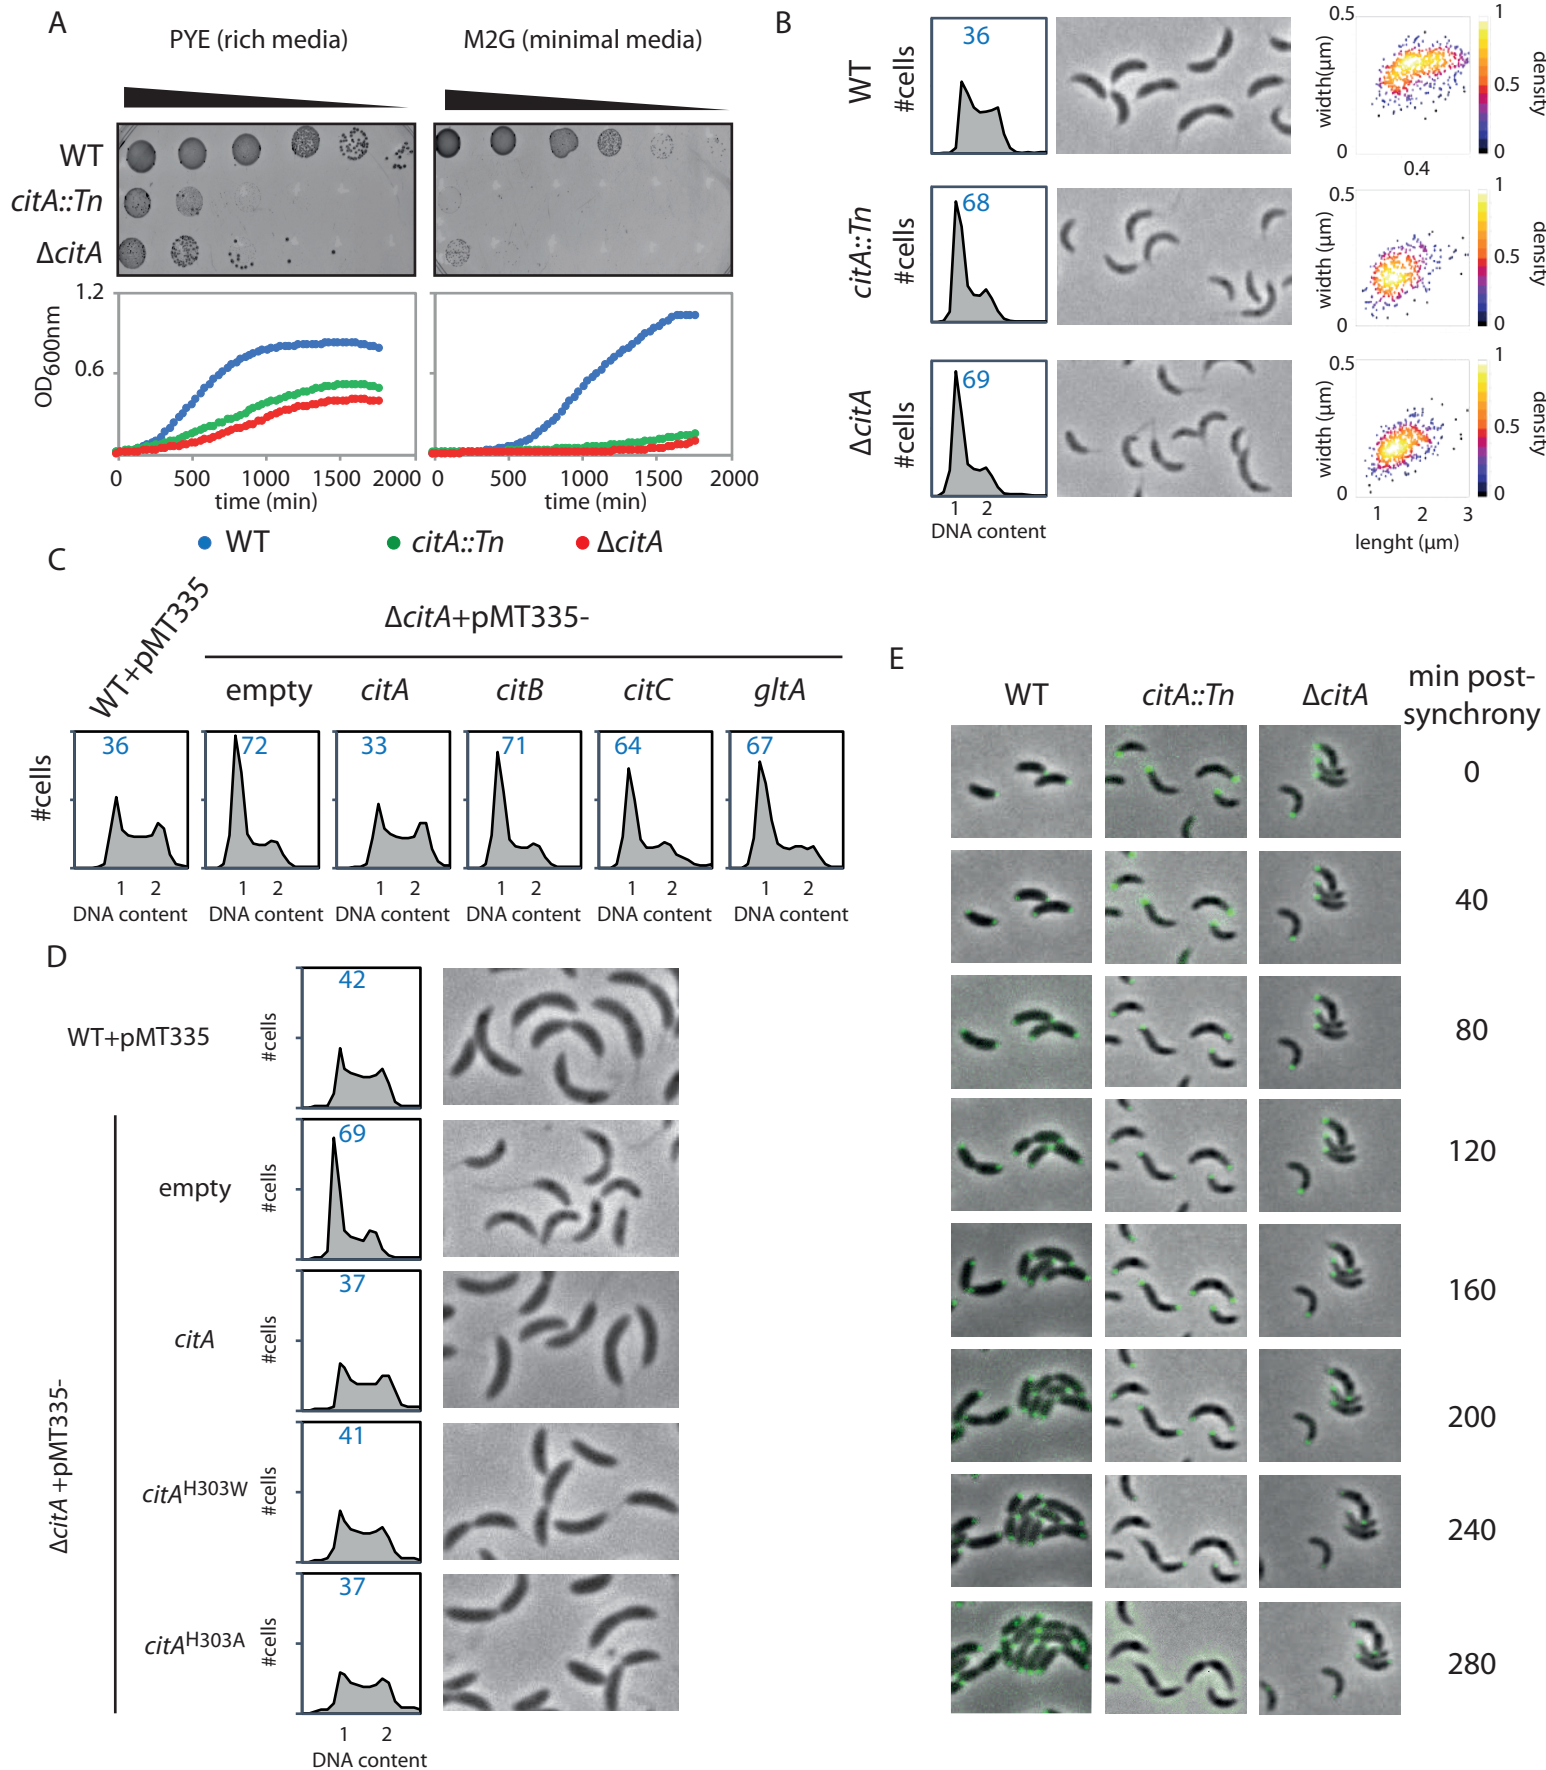 A
PYE (rich media)
M2G (minimal media)
WT
citA::Tn
ΔcitA
1.2
0.6
OD600nm
0 500 1000 1500 2000
time (min)
0 500 1000 1500 2000
time (min)
WT
citA::Tn
ΔcitA
B
WT
#cells
36
0.5
width(μm)
0
0.4
1
0.5
0
density
citA::Tn
#cells
68
0.5
width (μm)
0
1
0.5
0
density
ΔcitA
#cells
69
1 2
DNA content
0.5
width (μm)
0
1 2 3
lenght (μm)
1
0.5
0
density
C
WT+pMT335
ΔcitA+pMT335-
empty
citA
citB
citC
gltA
#cells
36
72
33
71
64
67
1 2
1 2
1 2
1 2
1 2
1 2
DNA content
DNA content
DNA content
DNA content
DNA content
DNA content
D
WT+pMT335
#cells
42
ΔcitA +pMT335-
empty
#cells
69
citA
#cells
37
citAH303W
#cells
41
citAH303A
#cells
37
1 2
DNA content
E
WT
citA::Tn
ΔcitA
min post-
synchrony
0
40
80
120
160
200
240
280